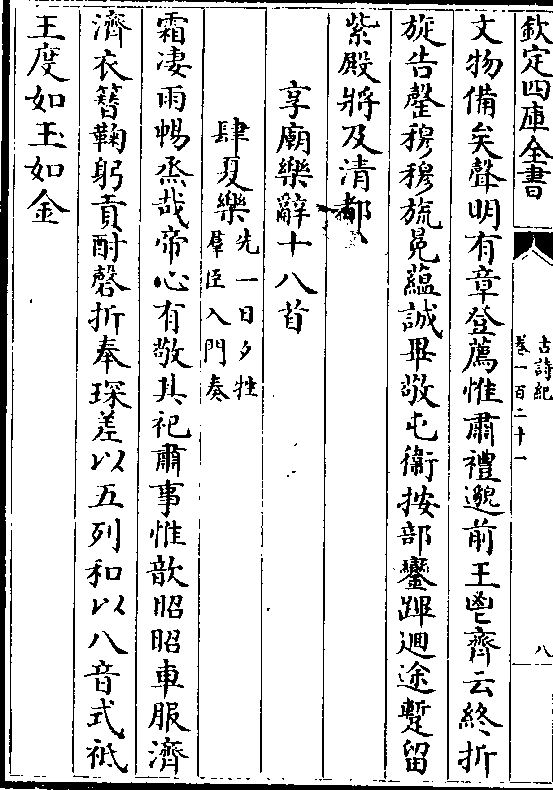 欽定四庫全書
古詩紀
卷一百二十一
八
文物備矣聲明有章登薦惟肅禮邈前王鬯齊云終折
旋告罄穆穆旒冕蘊誠畢敬屯衛按部鑾蹕迴途蹔留
紫殿將及清都
享廟樂辭十八首
肆夏樂先一日夕牲
羣臣入門奏
霜凄雨暢烝哉帝心有敬其祀肅事惟歆昭昭車服濟
濟衣簪鞠躬貢酎磬折奉琛差以五列和以八音式祇
王度如玉如金